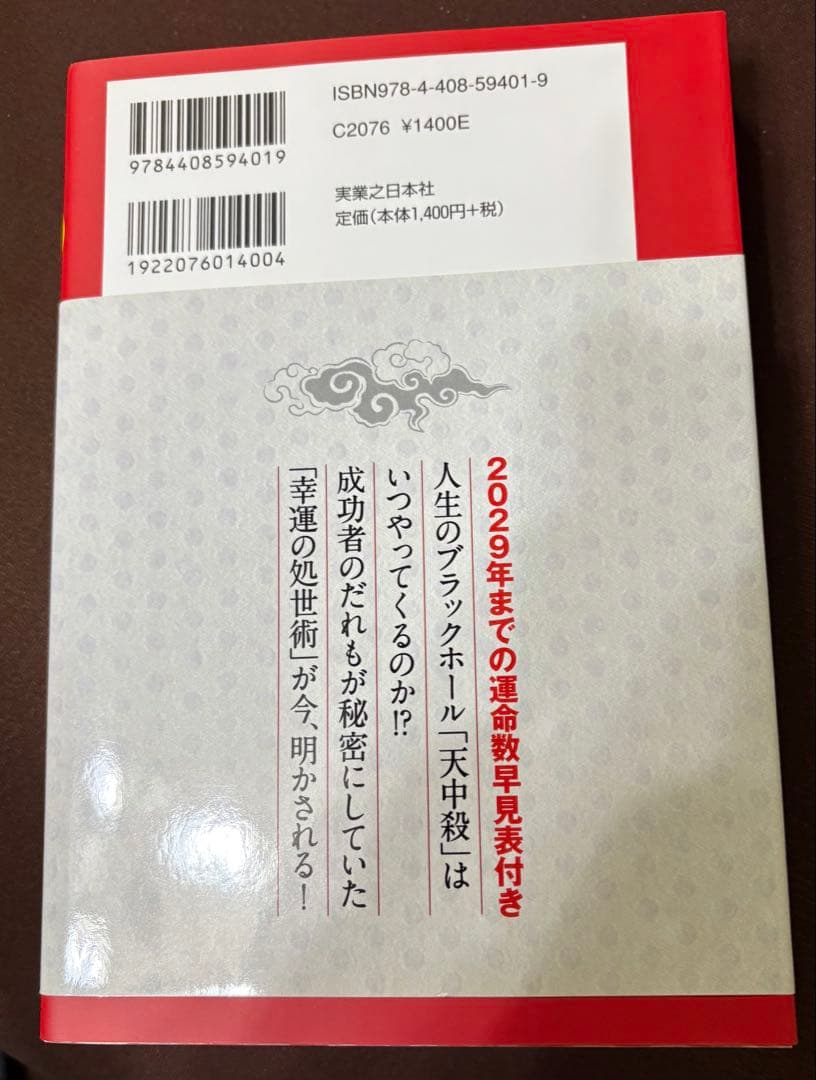 ISBN978-4-408-59401-9
C2076 ¥1400E
9784408594019
実業之日本社
定価(本体1,400円+税)
1922076014004
2029年までの運命数早見表付き
人生のブラックホール「天中殺」は
いつやってくるのか!?
成功者のだれもが秘密にしていた
「幸運の処世術」が今、明かされる!